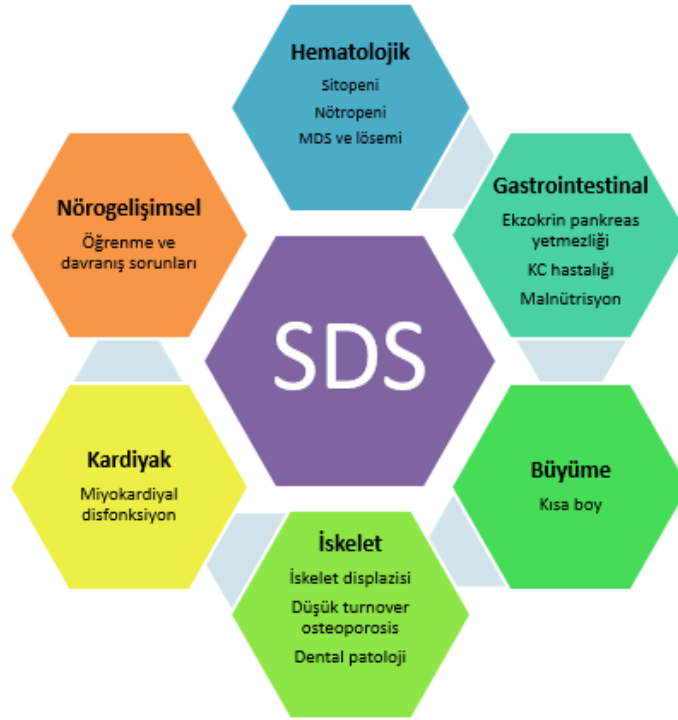 Hematolojik
Sitopeni
Nötropeni
MDS ve lösemi
Gastrointestinal
Ekzokrin pankreas
yetmezliği
KC hastalığı
Malnütrisyon
Büyüme
Kısa boy
İskelet
İskelet displazisi
Düşük turnover
osteoporosis
Dental patoloji
Kardiyak
Miyokardiyal
disfonksiyon
Nörogelişimsel
Öğrenme ve
davranış sorunları
SDS